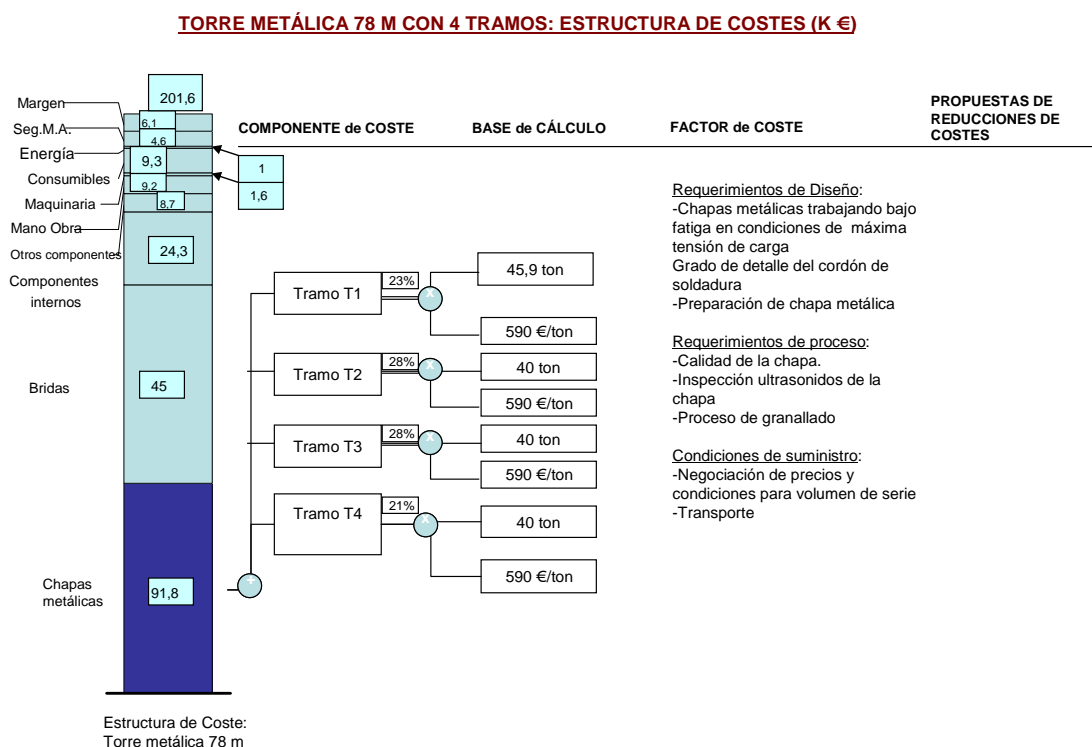 TORRE METÁLICA 78 M CON 4 TRAMOS: ESTRUCTURA DE COSTES (K €)
201,6
Margen
6,1
Seg.M.A.
4,6
Energía
9,3
1
Consumibles
9,2
1,6
Maquinaria
8,7
Mano Obra
Otros componentes
24,3
Componentes
internos
Bridas
45
Chapas
metálicas
91,8
Estructura de Coste:
Torre metálica 78 m
COMPONENTE de COSTE
BASE de CÁLCULO
FACTOR de COSTE
PROPUESTAS DE
REDUCCIONES DE
COSTES
+
Tramo T1
23%
x
45,9 ton
590 €/ton
Tramo T2
28%
x
40 ton
590 €/ton
Tramo T3
28%
x
40 ton
590 €/ton
Tramo T4
21%
x
40 ton
590 €/ton
Requerimientos de Diseño:
-Chapas metálicas trabajando bajo
fatiga en condiciones de máxima
tensión de carga
Grado de detalle del cordón de
soldadura
-Preparación de chapa metálica
Requerimientos de proceso:
-Calidad de la chapa.
-Inspección ultrasonidos de la
chapa
-Proceso de granallado
Condiciones de suministro:
-Negociación de precios y
condiciones para volumen de serie
-Transporte